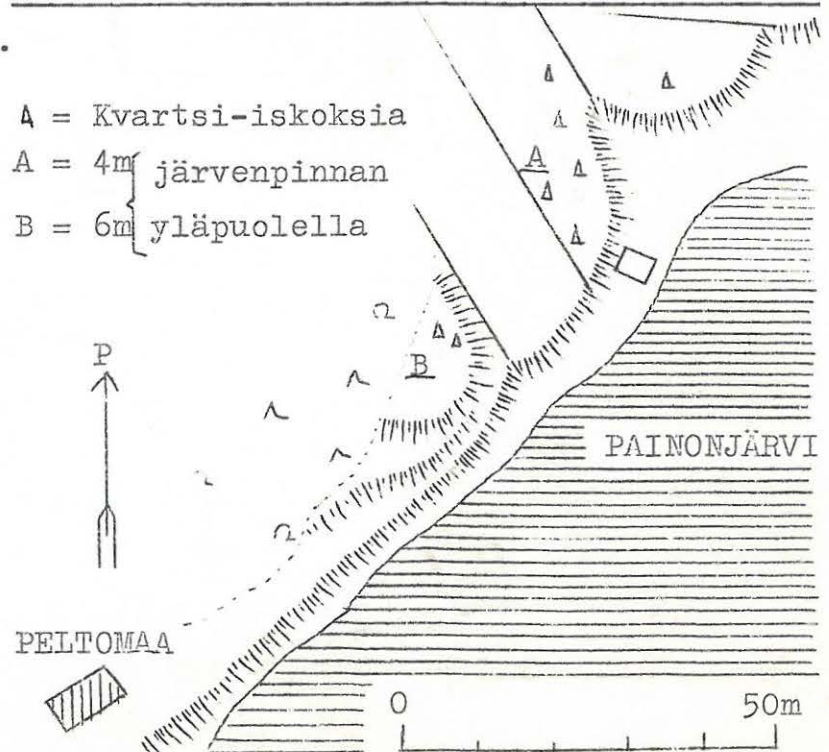 = Kvartsi-iskoksia
A = 4m järvenpinnan
B = 6m yläpuolella
A
B
P
PAINONJÄRVI
PELTOMAA
0 50m